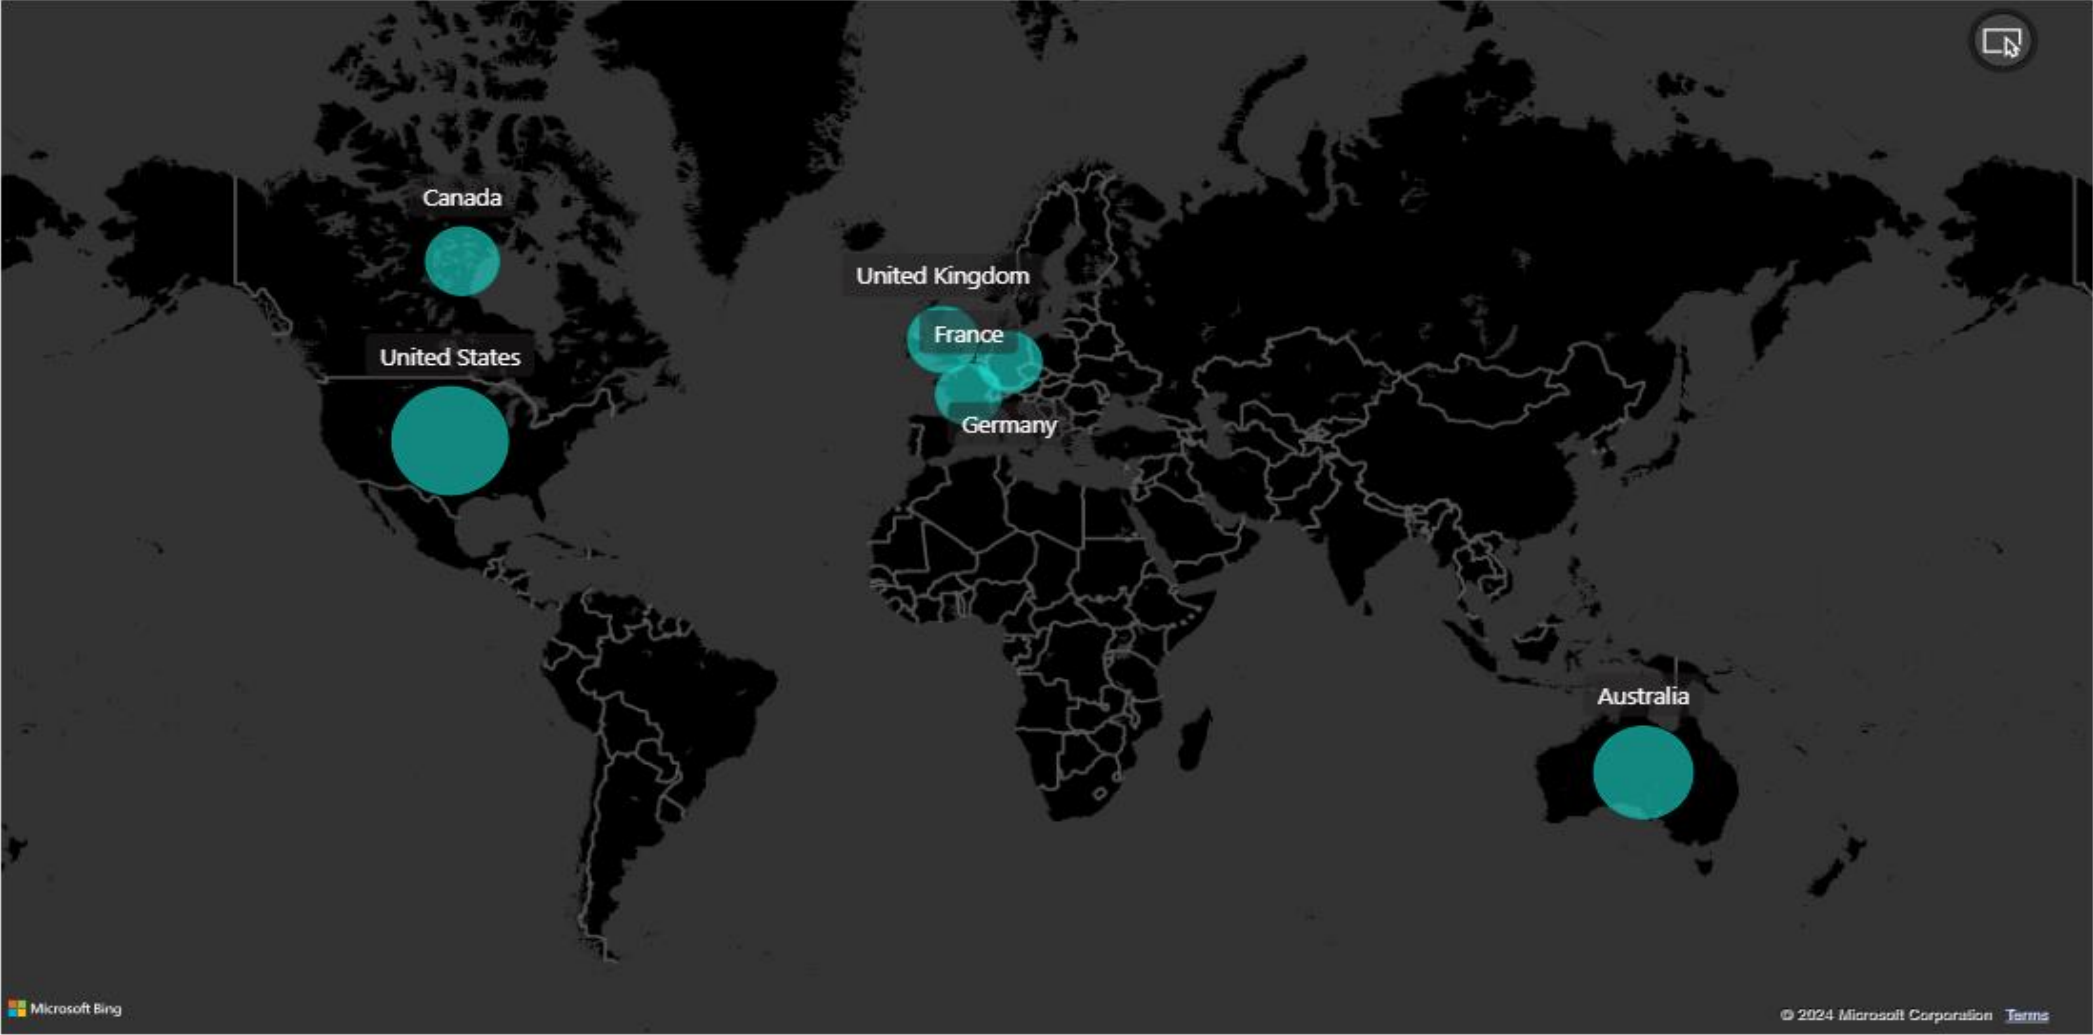 Canada
United Kingdom
France
United States
Germany
Australia
Microsoft Bing
© 2024 Microsoft Corporation Terms